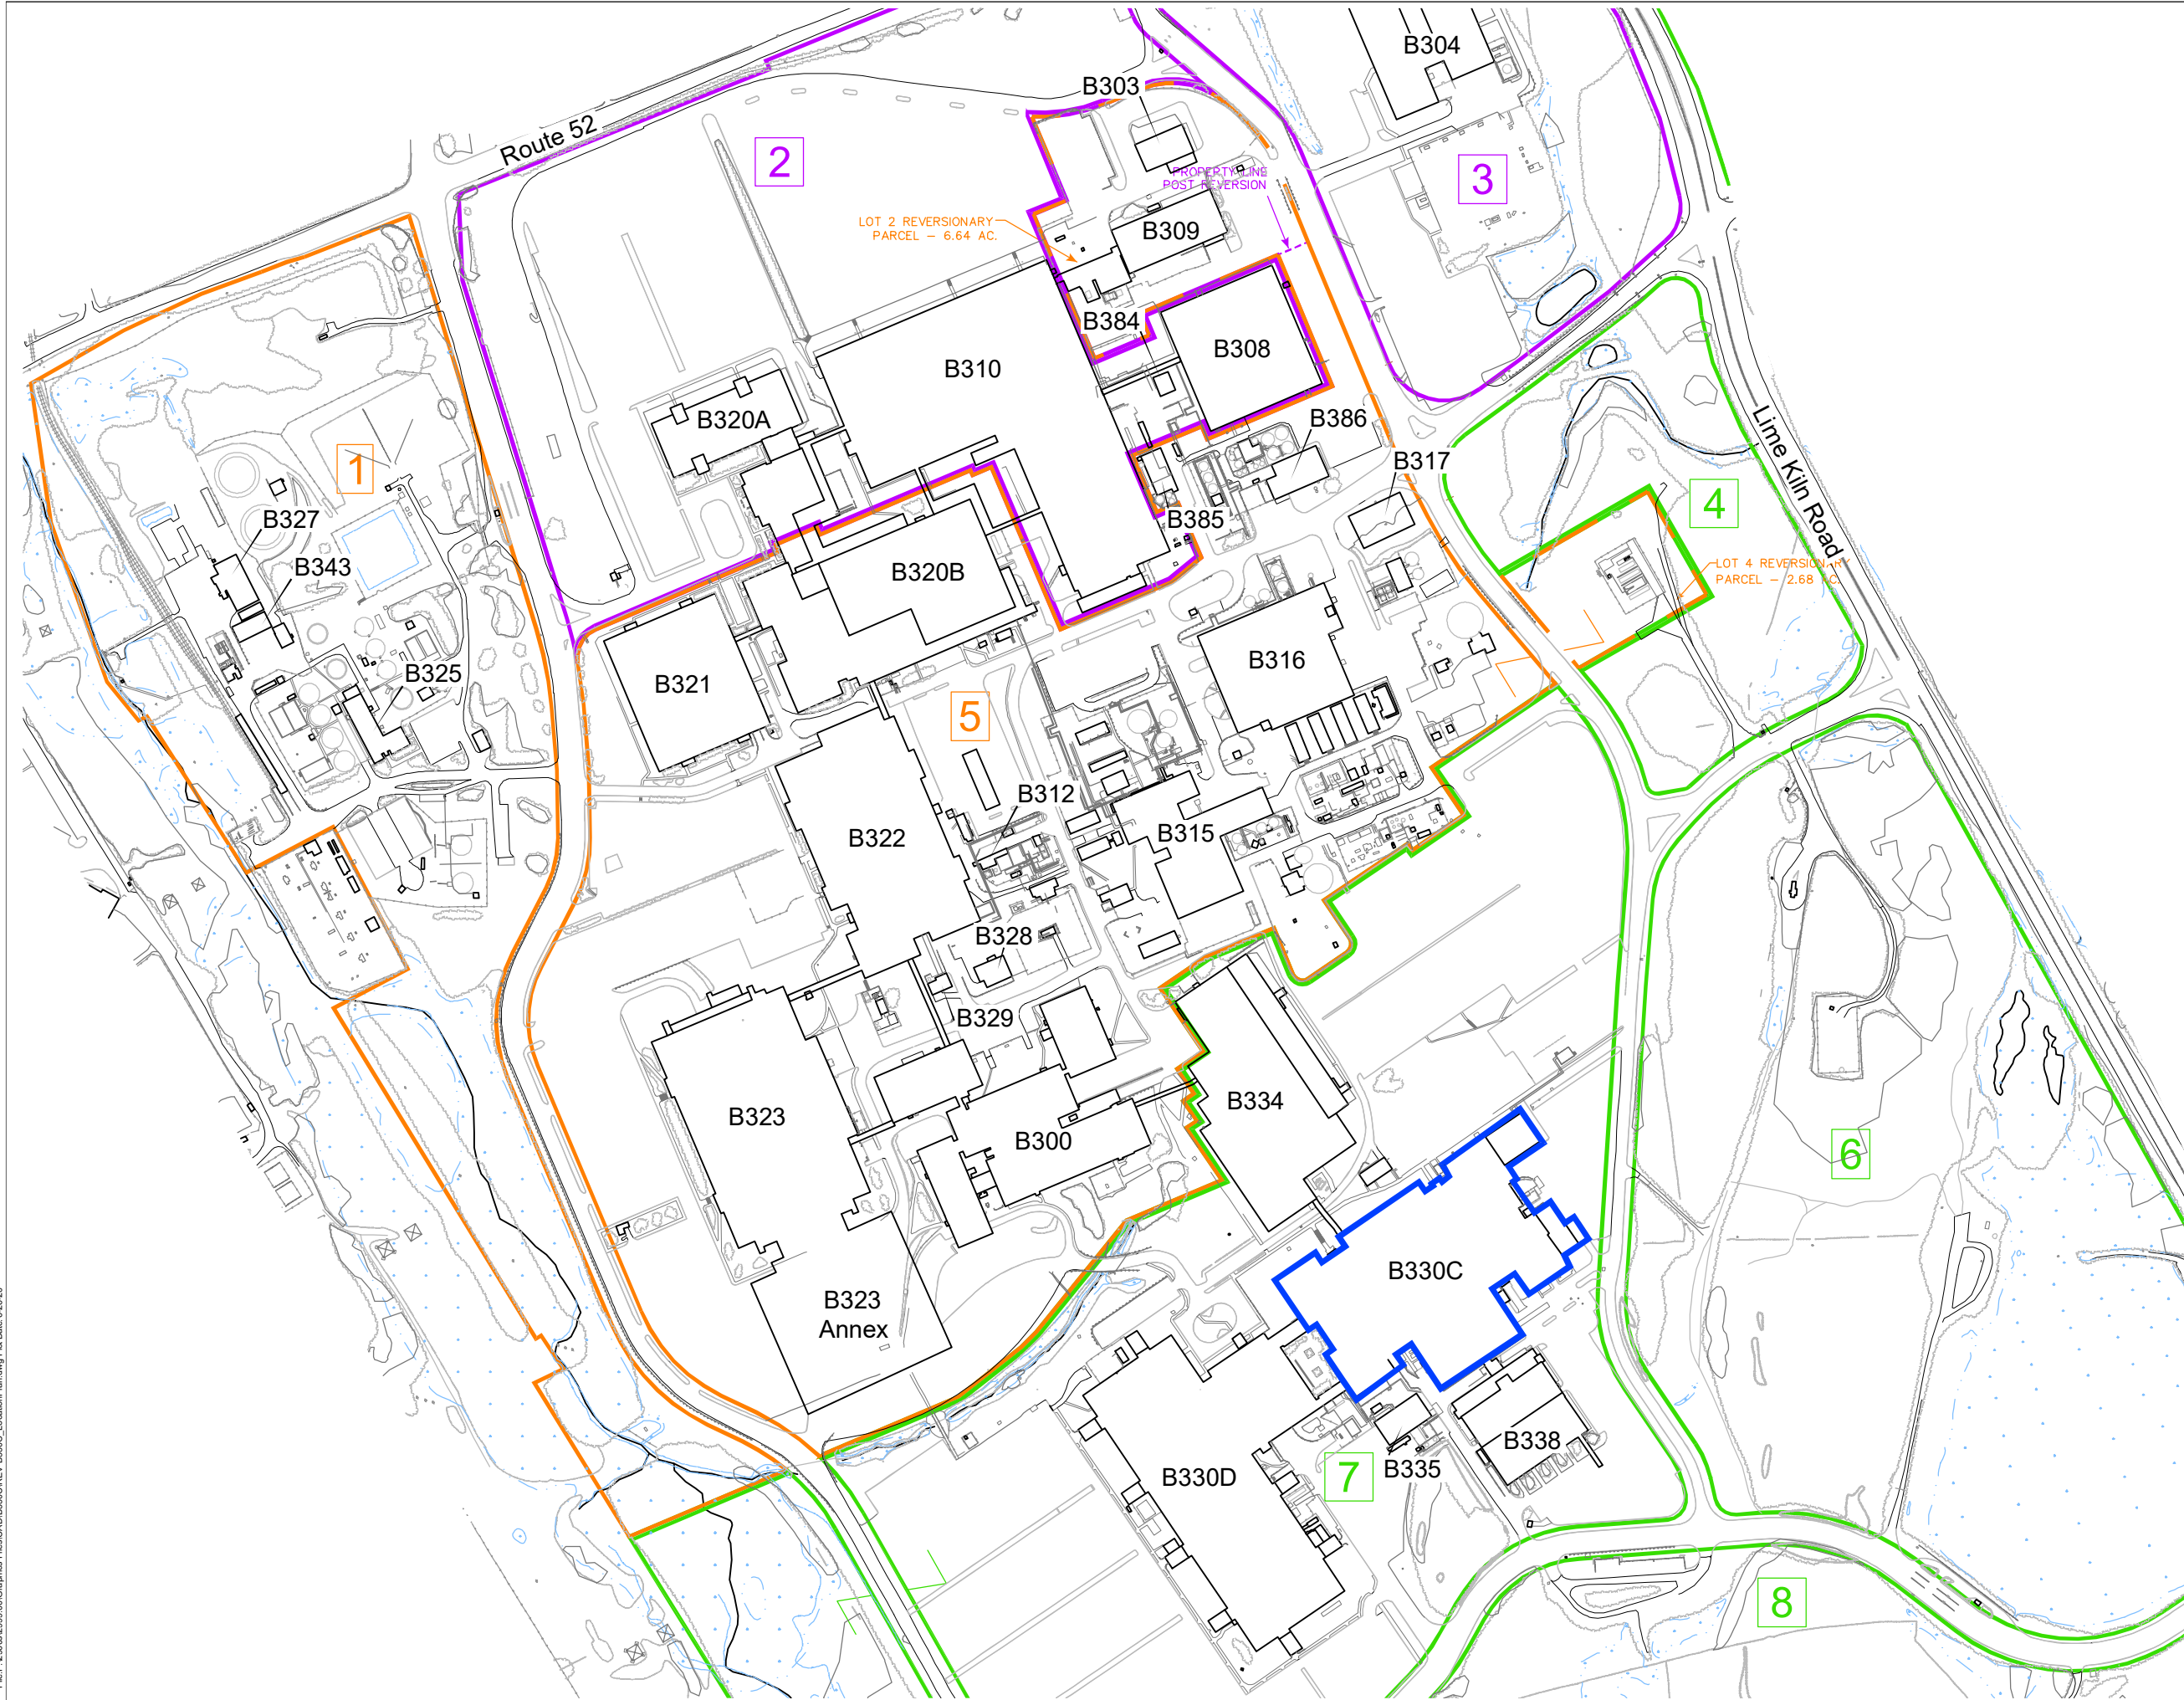 B304
B303
Route 52
2
3
PROPERTY LINE
POST REVERSION
LOT 2 REVERSIONARY
PARCEL – 6.64 AC.
B309
B384
B308
B310
B320A
B386
B317
Lime Kiln Road
1
4
B327
B385
B343
B320B
LOT 4 REVERSIONARY
PARCEL – 2.68 AC.
B316
B325
B321
5
B312
B322
B315
B328
B329
B323
B334
B300
6
B330C
B323
Annex
B338
B335
7
B330D
8